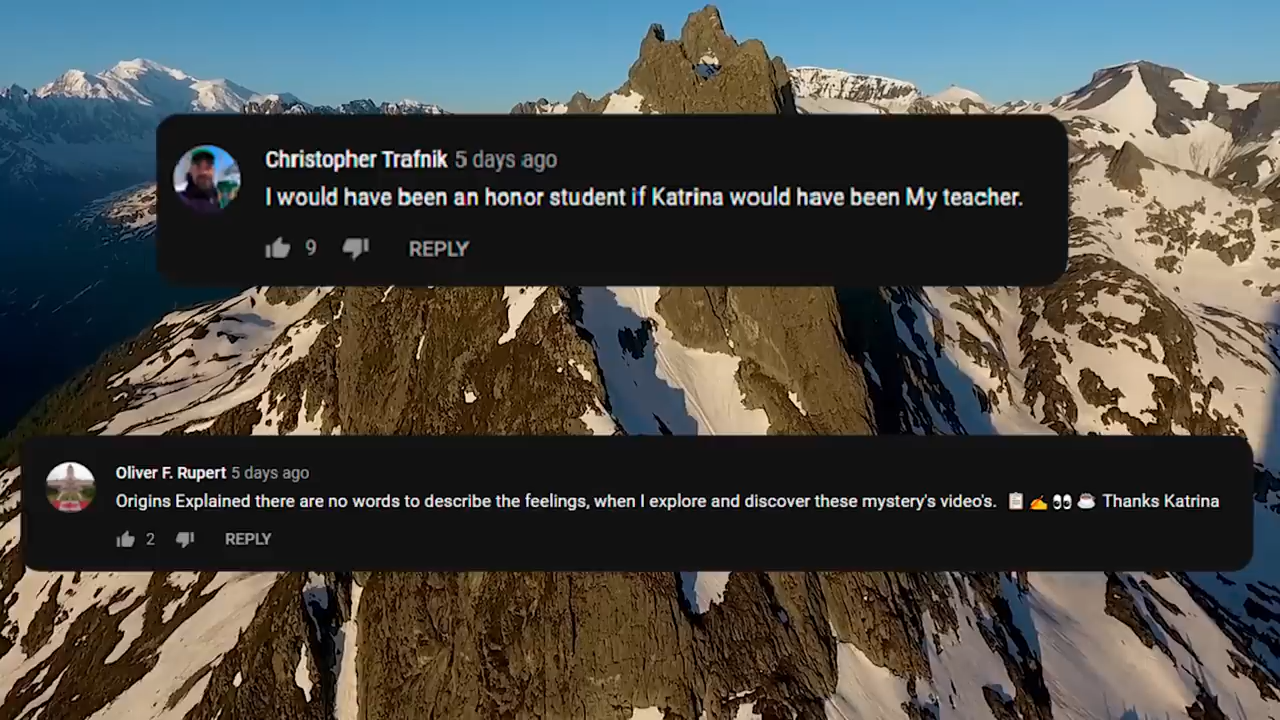 Christopher Trafnik 5 days ago
I would have been an honor student if Katrina would have been My teacher.
9 REPLY
Oliver F. Rupert 5 days ago
Origins Explained there are no words to describe the feelings, when I explore and discover these mystery's video's. 📋✍️👀☕ Thanks Katrina
2 REPLY